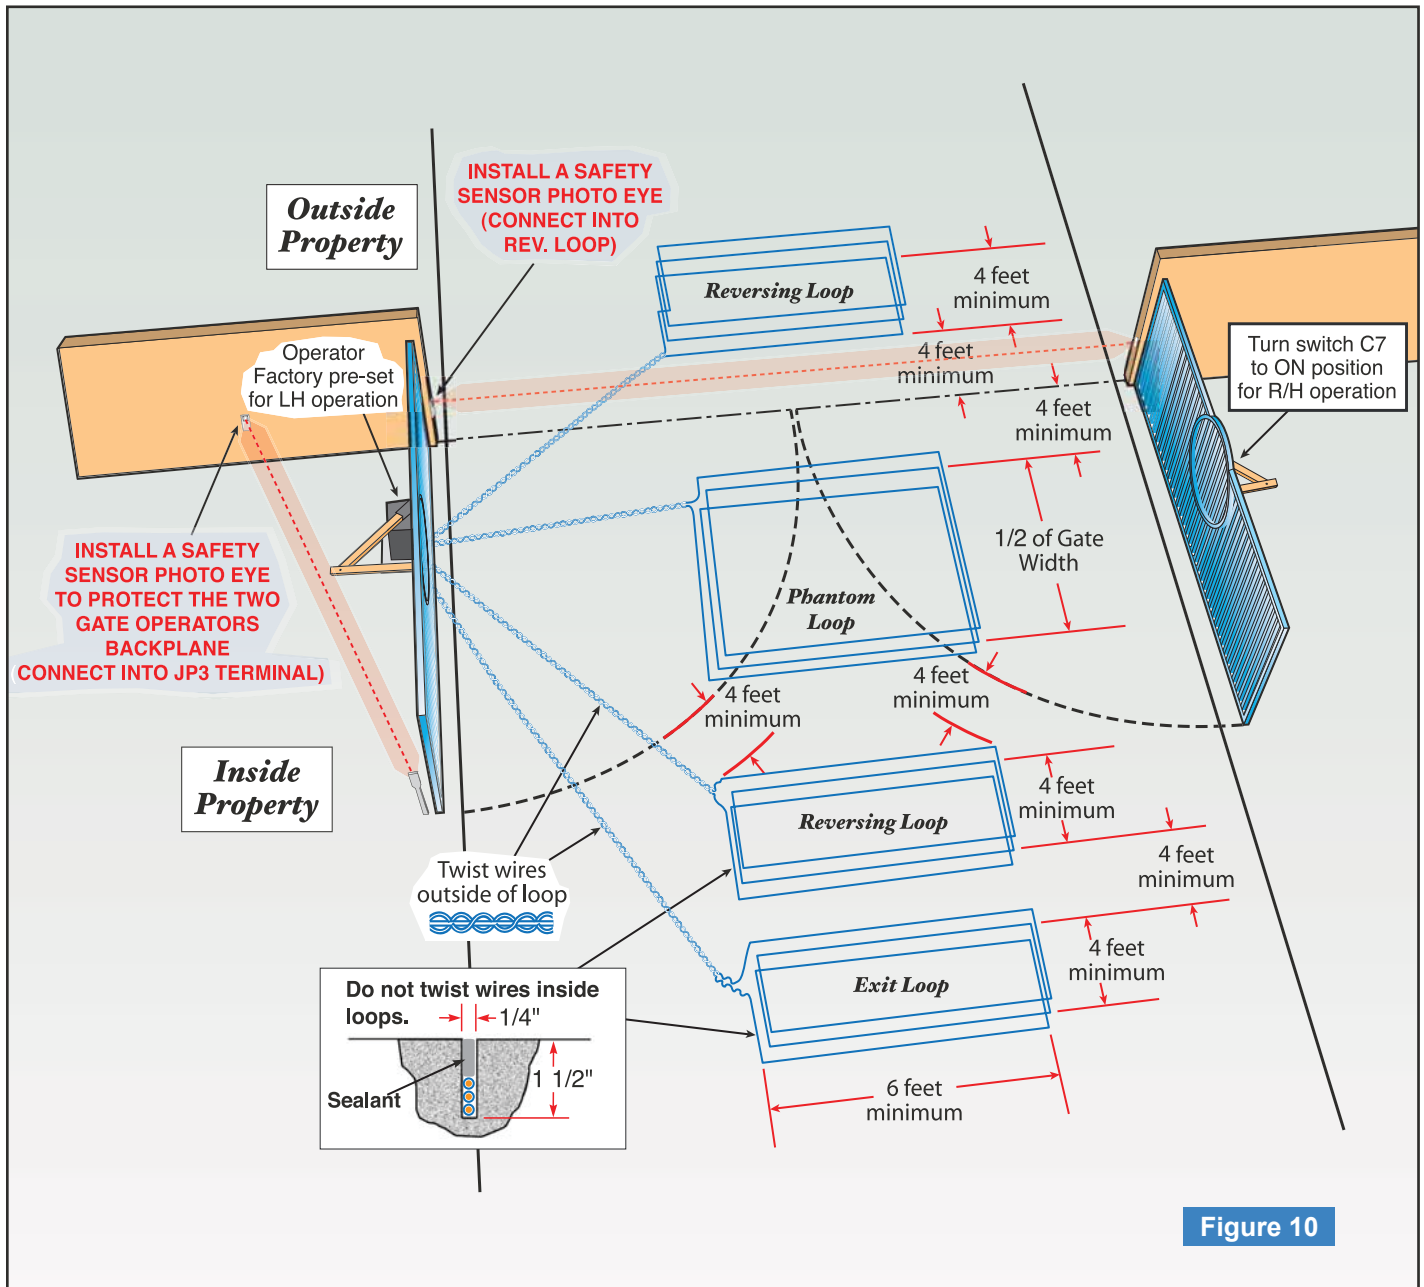 INSTALL A SAFETY
SENSOR PHOTO EYE
(CONNECT INTO
REV. LOOP)
Outside
Property
Reversing Loop
4 feet
minimum
4 feet
minimum
Operator
Factory pre-set
for LH operation
Turn switch C7
to ON position
for R/H operation
4 feet
minimum
INSTALL A SAFETY
SENSOR PHOTO EYE
TO PROTECT THE TWO
GATE OPERATORS
BACKPLANE
(CONNECT INTO JP3 TERMINAL)
1/2 of Gate
Width
Phantom
Loop
4 feet
minimum
4 feet
minimum
Inside
Property
Reversing Loop
4 feet
minimum
Twist wires
outside of loop
4 feet
minimum
Exit Loop
4 feet
minimum
Do not twist wires inside
loops.
1/4"
1 1/2"
Sealant
6 feet
minimum
Figure 10